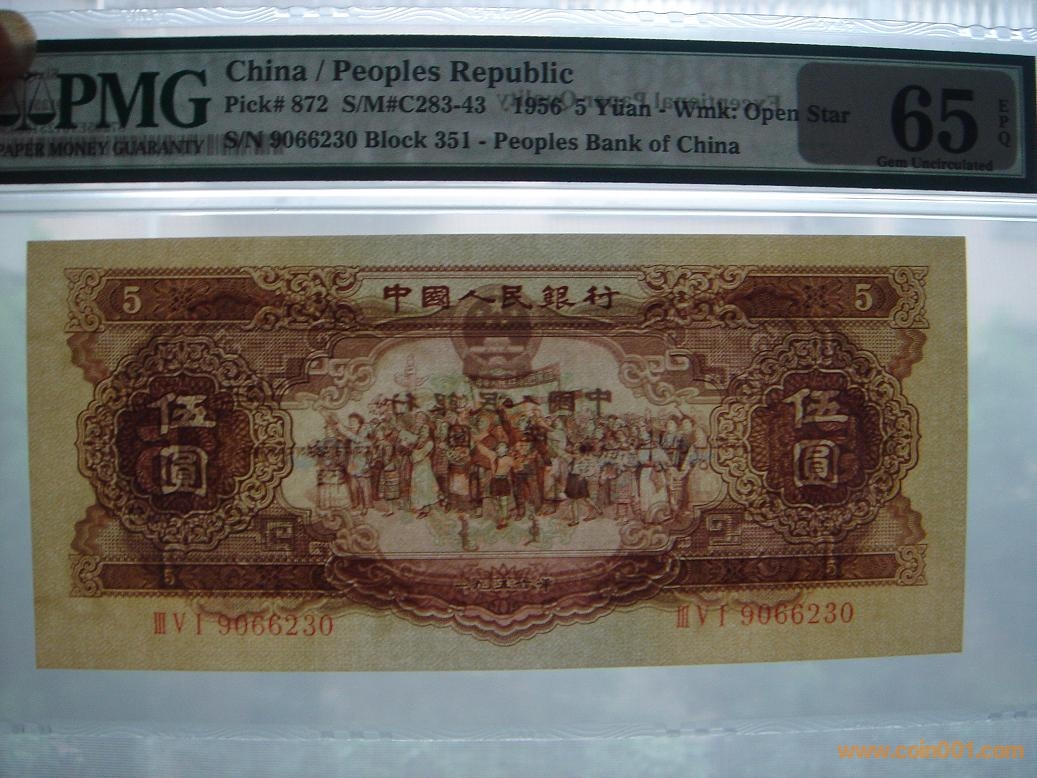 PMG
PAPER MONEY GUARANTY
China / Peoples Republic
Pick# 872 S/M#C283-43 1956 5 Yuan - Wmk: Open Star
S/N 9066230 Block 351 - Peoples Bank of China
65
EPQ
Gem Uncirculated
中國人民銀行
5
5
伍圓
伍圓
5
5
ⅢⅤⅠ 9066230
ⅢⅤⅠ 9066230
www.coin001.com